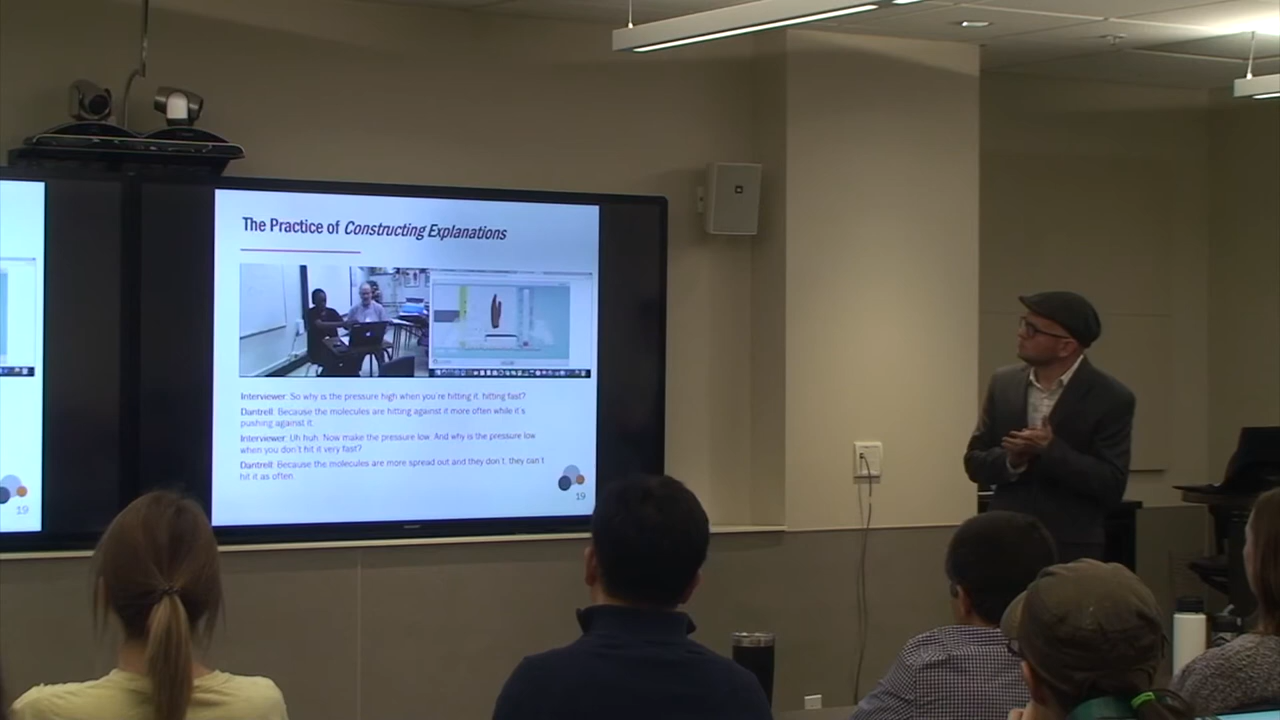 The Practice of Constructing Explanations
Interviewer: So why is the pressure high when you're hitting it, hitting fast?
Dantrell: Because the molecules are hitting against it more often while it's
pushing against it.
Interviewer: Uh huh. Now make the pressure low. And why is the pressure low
when you don't hit it very fast?
Dantrell: Because the molecules are more spread out and they don't, they can't
hit it as often.
19
19